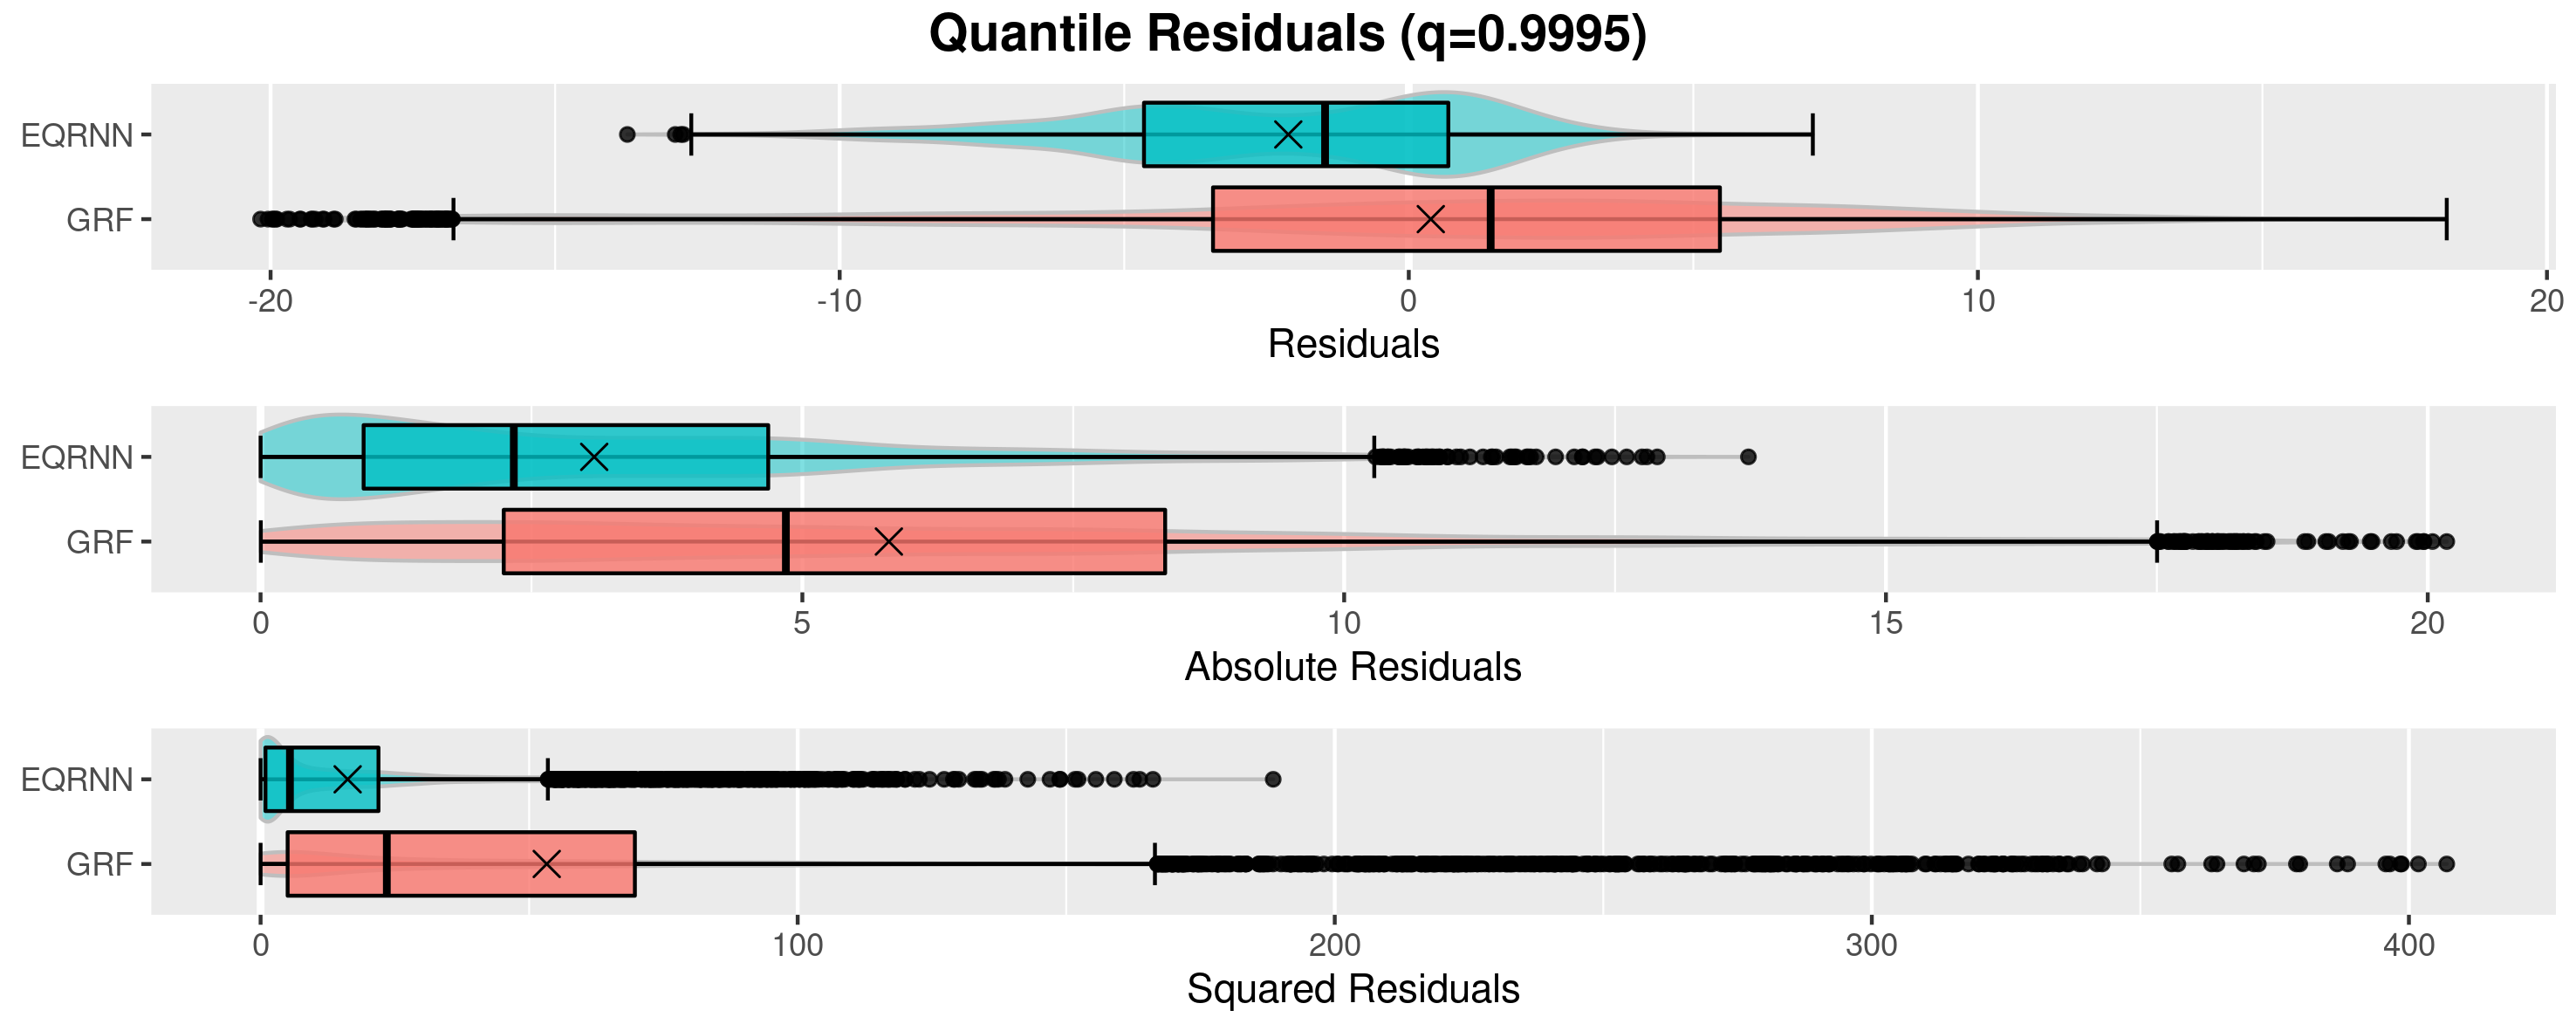 Quantile Residuals (q=0.9995)
EQRNN
GRF
-20 -10 0 10 20
Residuals
EQRNN
GRF
0 5 10 15 20
Absolute Residuals
EQRNN
GRF
0 100 200 300 400
Squared Residuals